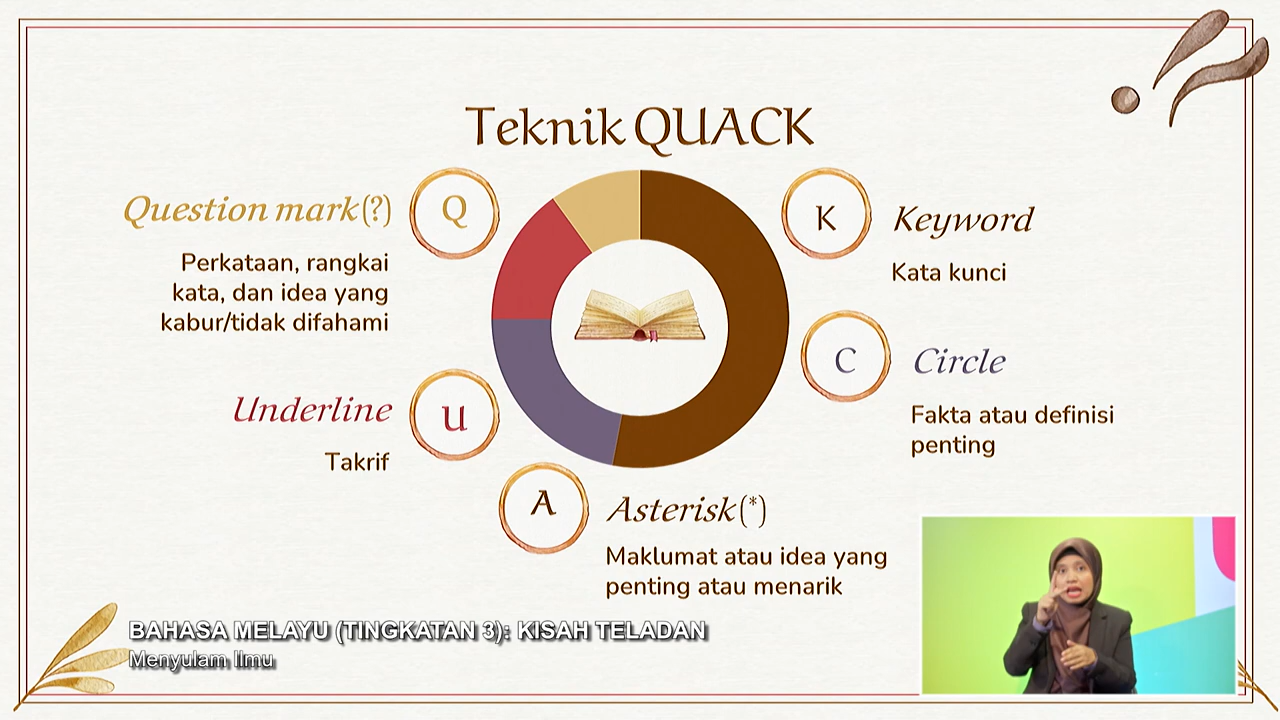 Teknik QUACK
Q
Question mark(?)
Perkataan, rangkai
kata, dan idea yang
kabur/tidak difahami
U
Underline
Takrif
A
Asterisk(*)
Maklumat atau idea yang
penting atau menarik
C
Circle
Fakta atau definisi
penting
K
Keyword
Kata kunci
BAHASA MELAYU (TINGKATAN 3): KISAH TELADAN
Menyulam Ilmu